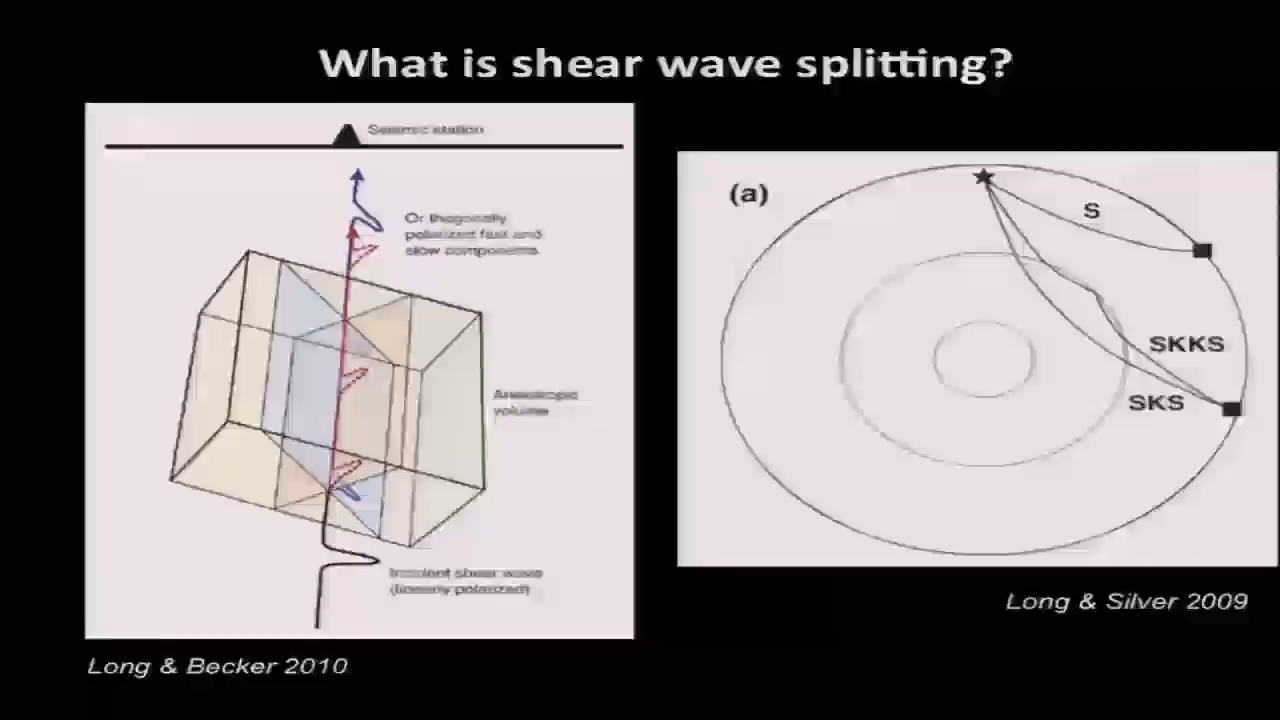 What is shear wave splitting?
Seismic station
Or thogonally
polarized fast and
slow components
Anisotropic
volume
Incident shear wave
(linearly polarized)
Long & Becker 2010
(a)
S
SKKS
SKS
Long & Silver 2009